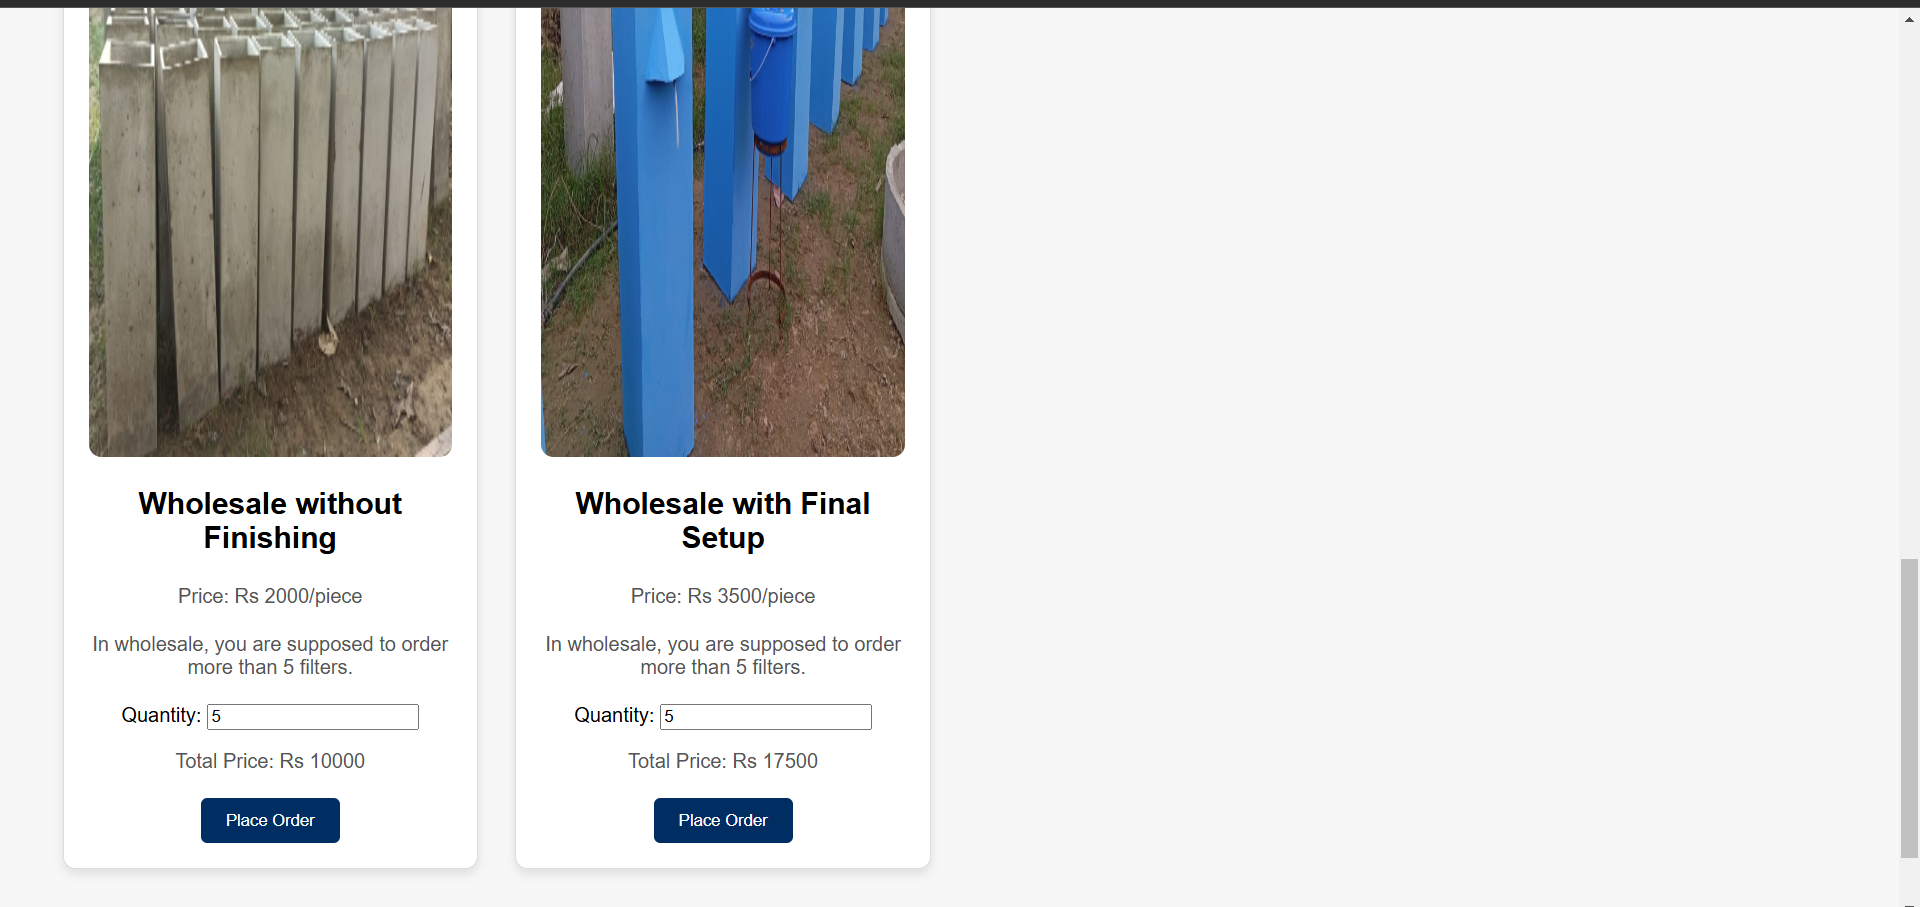 Wholesale without
Finishing
Price: Rs 2000/piece
In wholesale, you are supposed to order
more than 5 filters.
Quantity: 5
Total Price: Rs 10000
Place Order
Wholesale with Final
Setup
Price: Rs 3500/piece
In wholesale, you are supposed to order
more than 5 filters.
Quantity: 5
Total Price: Rs 17500
Place Order